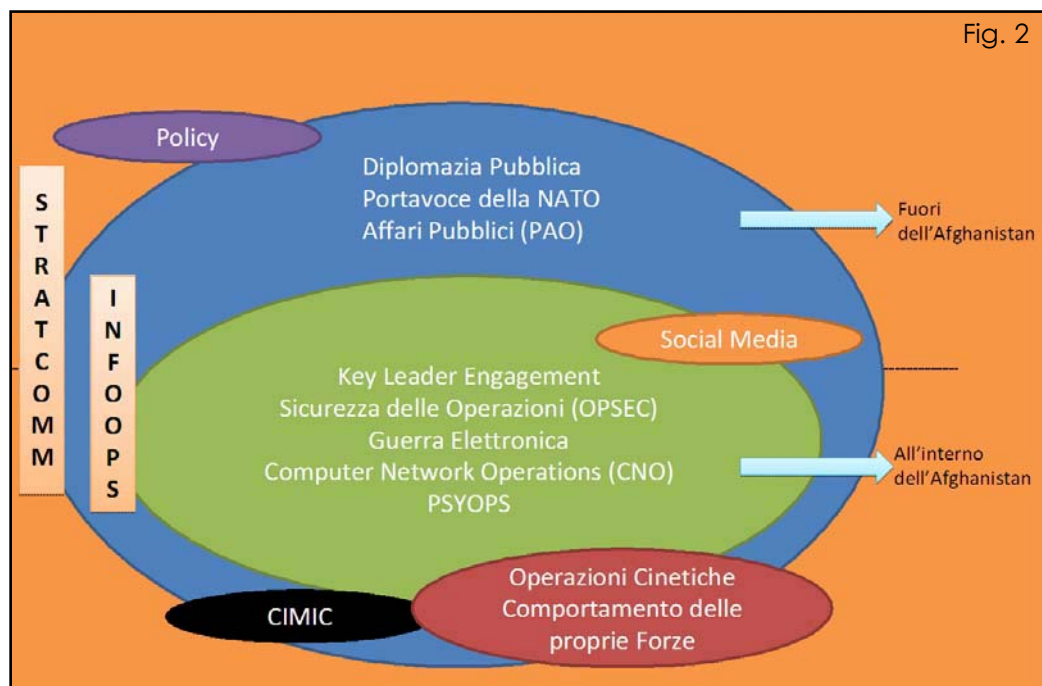 Fig. 2
Policy
Diplomazia Pubblica
Portavoce della NATO
Affari Pubblici (PAO)
Fuori
dell'Afghanistan
STRATCOMM
INFOOPS
Social Media
Key Leader Engagement
Sicurezza delle Operazioni (OPSEC)
Guerra Elettronica
Computer Network Operations (CNO)
PSYOPS
All'interno
dell'Afghanistan
Operazioni Cinetiche
Comportamento delle
proprie Forze
CIMIC